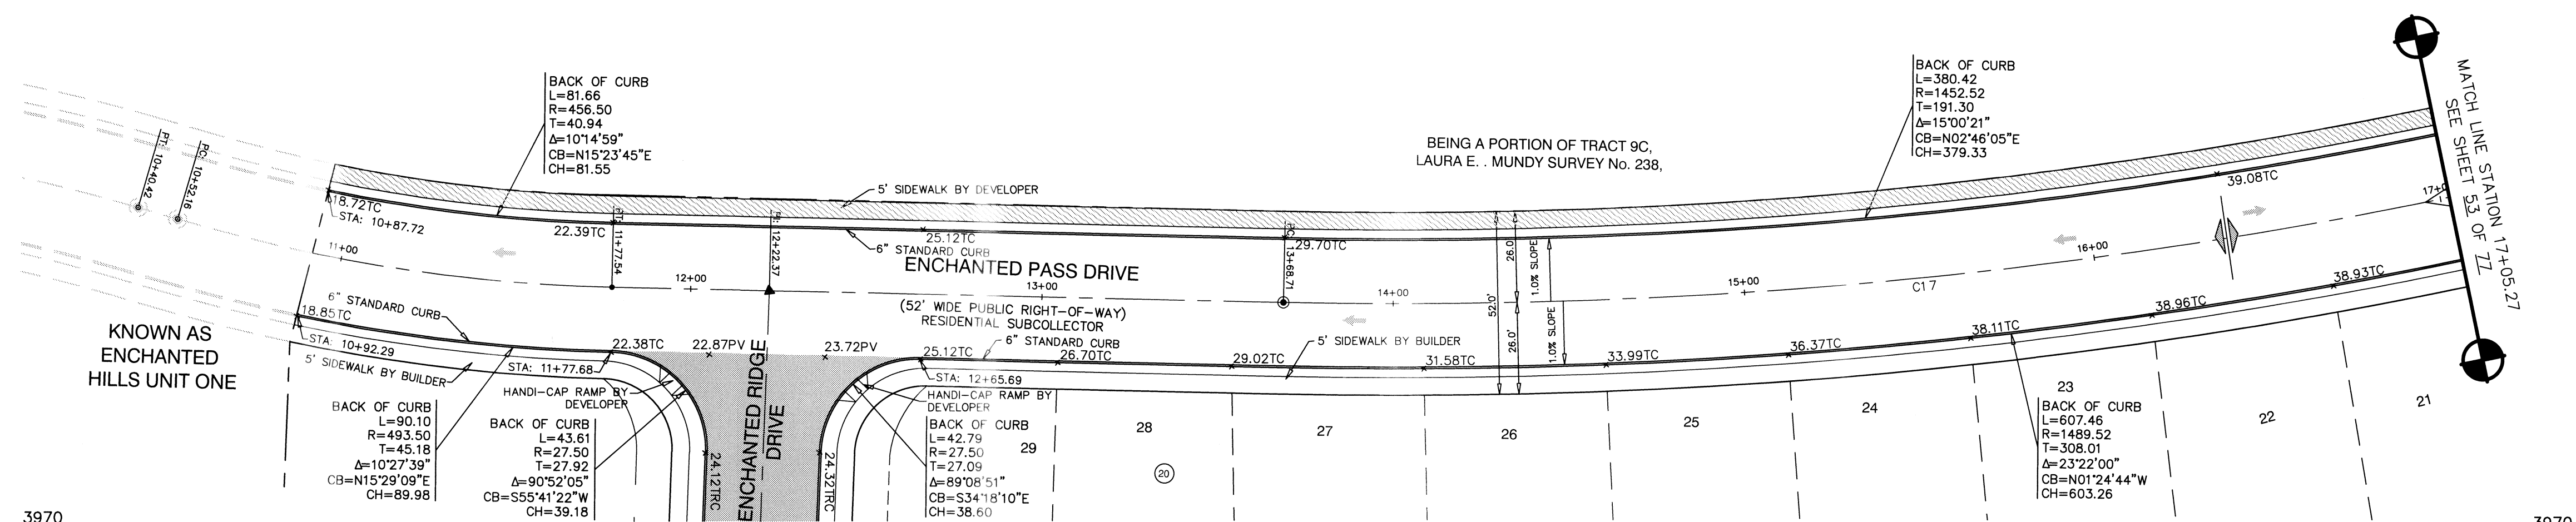 BACK OF CURB
L=81.66
R=456.50
T=40.94
Δ=10°14'59"
CB=N15°23'45"E
CH=81.55
BACK OF CURB
L=380.42
R=1452.52
T=191.30
Δ=15°00'21"
CB=N02°46'05"E
CH=379.33
BEING A PORTION OF TRACT 9C,
LAURA E. . MUNDY SURVEY No. 238,
MATCH LINE STATION 17+05.27
SEE SHEET 53 OF 77
PT: 10+40.42
PC: 10+52.16
5' SIDEWALK BY DEVELOPER
18.72TC
STA: 10+87.72
22.39TC
PT: 11+77.54
PI: 12+22.37
25.12TC
6" STANDARD CURB
PC: 13+68.71
29.70TC
39.08TC
11+00
12+00
13+00
14+00
15+00
16+00
C17
ENCHANTED PASS DRIVE
(52' WIDE PUBLIC RIGHT-OF-WAY)
RESIDENTIAL SUBCOLLECTOR
26.0'
52.0'
26.0'
1.0% SLOPE
1.0% SLOPE
6" STANDARD CURB
18.85TC
STA: 10+92.29
5' SIDEWALK BY BUILDER
KNOWN AS
ENCHANTED
HILLS UNIT ONE
22.38TC
STA: 11+77.68
22.87PV
23.72PV
25.12TC
STA: 12+65.69
6" STANDARD CURB
26.70TC
29.02TC
5' SIDEWALK BY BUILDER
31.58TC
33.99TC
36.37TC
38.11TC
38.96TC
38.93TC
HANDI-CAP RAMP BY
DEVELOPER
HANDI-CAP RAMP BY
DEVELOPER
BACK OF CURB
L=90.10
R=493.50
T=45.18
Δ=10°27'39"
CB=N15°29'09"E
CH=89.98
BACK OF CURB
L=43.61
R=27.50
T=27.92
Δ=90°52'05"
CB=S55°41'22"W
CH=39.18
24.12TRC
ENCHANTED RIDGE
DRIVE
24.32TRC
BACK OF CURB
L=42.79
R=27.50
T=27.09
Δ=89°08'51"
CB=S34°18'10"E
CH=38.60
29
28
20
27
26
25
24
23
22
21
BACK OF CURB
L=607.46
R=1489.52
T=308.01
Δ=23°22'00"
CB=N01°24'44"W
CH=603.26
3970